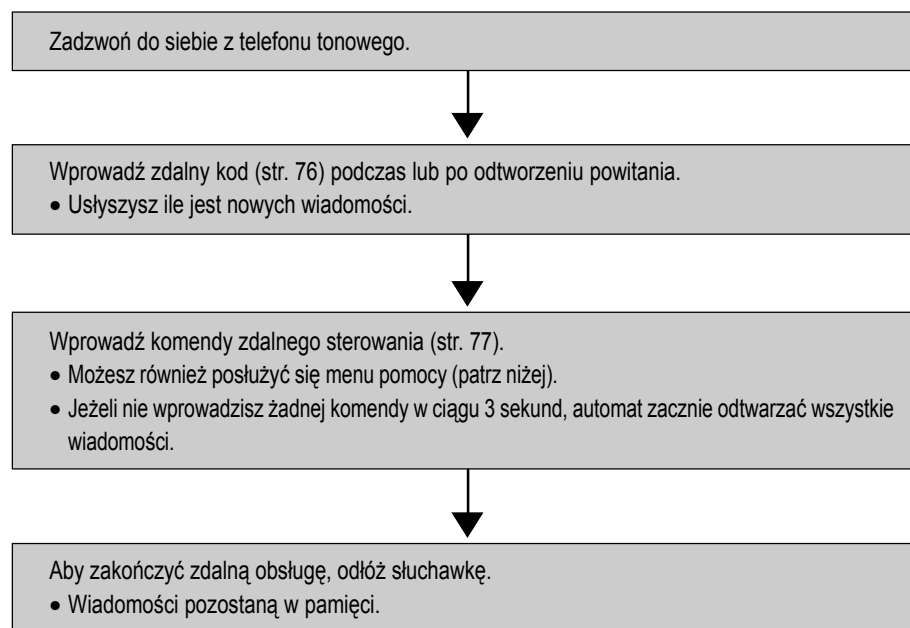 Zadzwoń do siebie z telefonu tonowego.
Wprowadź zdalny kod (str. 76) podczas lub po odtworzeniu powitania.
• Usłyszysz ile jest nowych wiadomości.
Wprowadź komendy zdalnego sterowania (str. 77).
• Możesz również posłużyć się menu pomocy (patrz niżej).
• Jeżeli nie wprowadzisz żadnej komendy w ciągu 3 sekund, automat zacznie odtwarzać wszystkie
wiadomości.
Aby zakończyć zdalną obsługę, odłóż słuchawkę.
• Wiadomości pozostaną w pamięci.